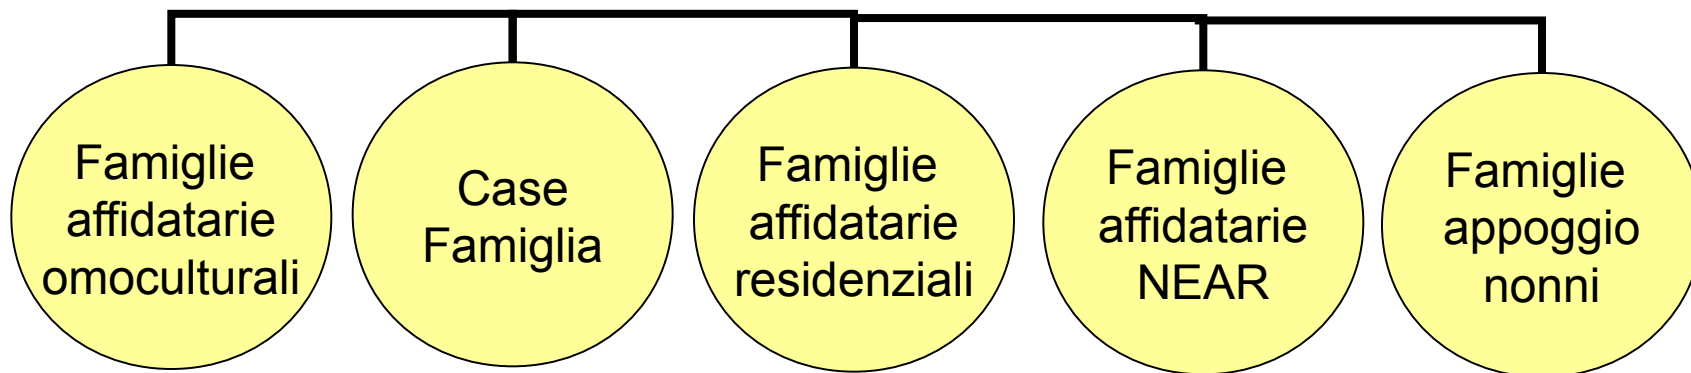 Famiglie
affidatarie
omoculturali
Case
Famiglia
Famiglie
affidatarie
residenziali
Famiglie
affidatarie
NEAR
Famiglie
appoggio
nonni